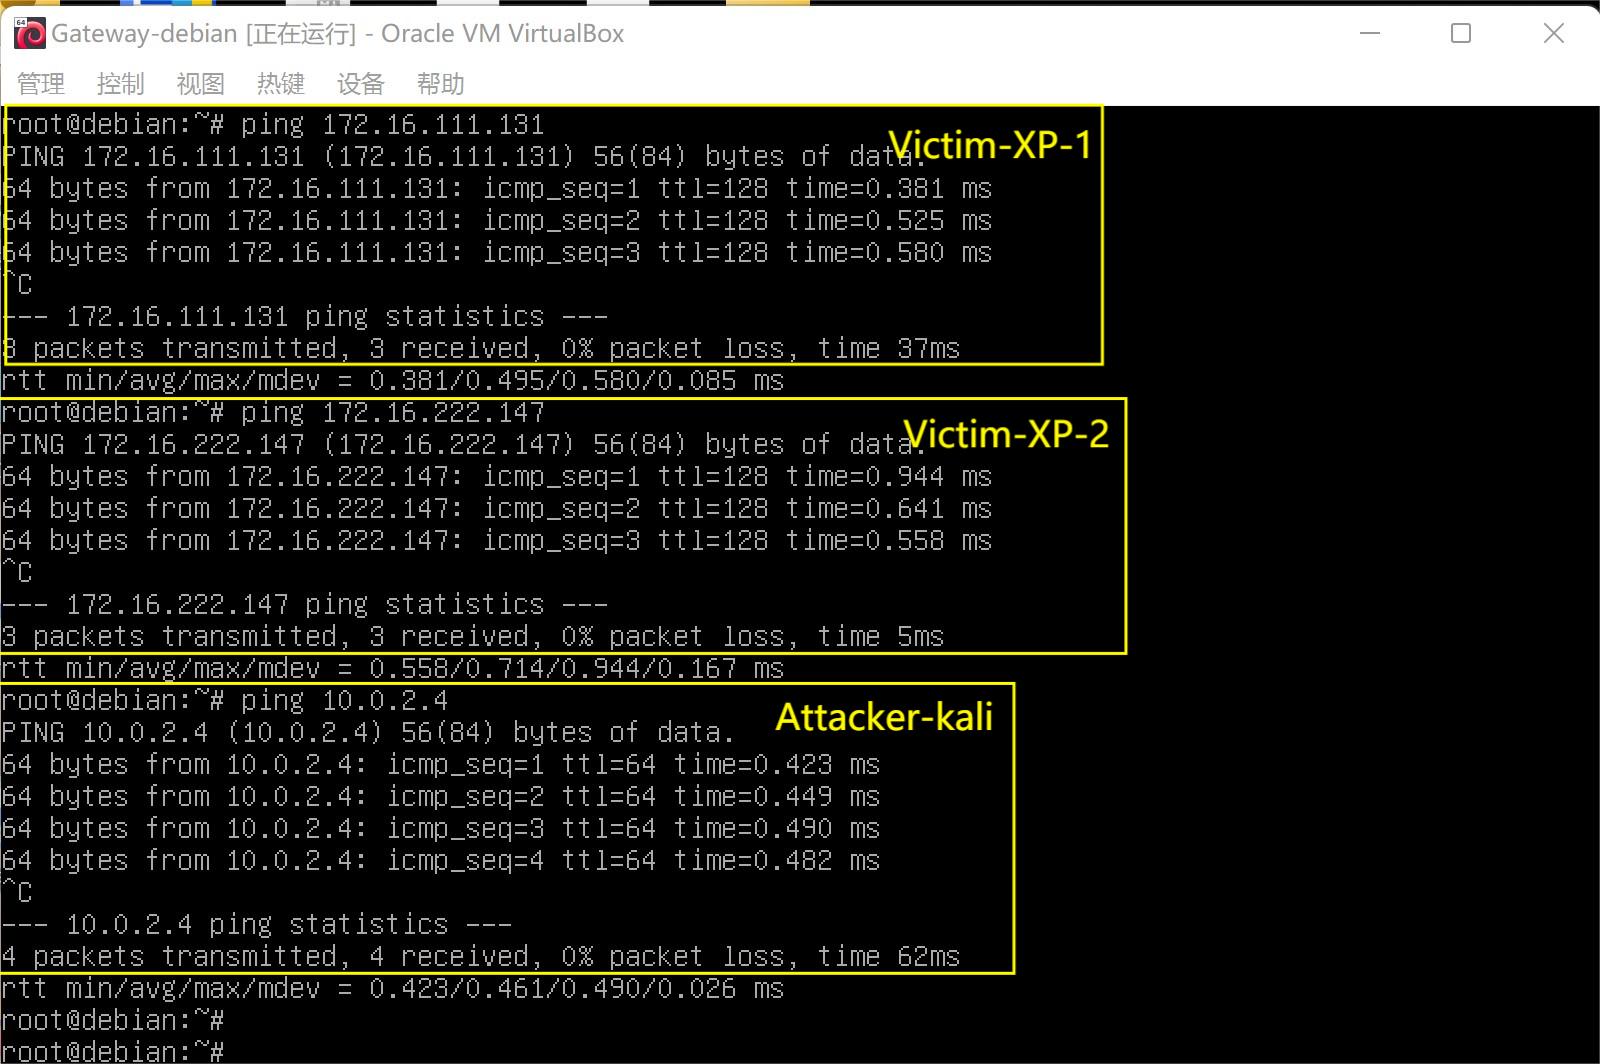 64
Gateway-debian [正在运行] - Oracle VM VirtualBox
管理 控制 视图 热键 设备 帮助
root@debian:~# ping 172.16.111.131
Victim-XP-1
PING 172.16.111.131 (172.16.111.131) 56(84) bytes of data.
64 bytes from 172.16.111.131: icmp_seq=1 ttl=128 time=0.381 ms
64 bytes from 172.16.111.131: icmp_seq=2 ttl=128 time=0.525 ms
64 bytes from 172.16.111.131: icmp_seq=3 ttl=128 time=0.580 ms
^C
--- 172.16.111.131 ping statistics ---
3 packets transmitted, 3 received, 0% packet loss, time 37ms
rtt min/avg/max/mdev = 0.381/0.495/0.580/0.085 ms
root@debian:~# ping 172.16.222.147
Victim-XP-2
PING 172.16.222.147 (172.16.222.147) 56(84) bytes of data.
64 bytes from 172.16.222.147: icmp_seq=1 ttl=128 time=0.944 ms
64 bytes from 172.16.222.147: icmp_seq=2 ttl=128 time=0.641 ms
64 bytes from 172.16.222.147: icmp_seq=3 ttl=128 time=0.558 ms
^C
--- 172.16.222.147 ping statistics ---
3 packets transmitted, 3 received, 0% packet loss, time 5ms
rtt min/avg/max/mdev = 0.558/0.714/0.944/0.167 ms
root@debian:~# ping 10.0.2.4
Attacker-kali
PING 10.0.2.4 (10.0.2.4) 56(84) bytes of data.
64 bytes from 10.0.2.4: icmp_seq=1 ttl=64 time=0.423 ms
64 bytes from 10.0.2.4: icmp_seq=2 ttl=64 time=0.449 ms
64 bytes from 10.0.2.4: icmp_seq=3 ttl=64 time=0.490 ms
64 bytes from 10.0.2.4: icmp_seq=4 ttl=64 time=0.482 ms
^C
--- 10.0.2.4 ping statistics ---
4 packets transmitted, 4 received, 0% packet loss, time 62ms
rtt min/avg/max/mdev = 0.423/0.461/0.490/0.026 ms
root@debian:~#
root@debian:~#